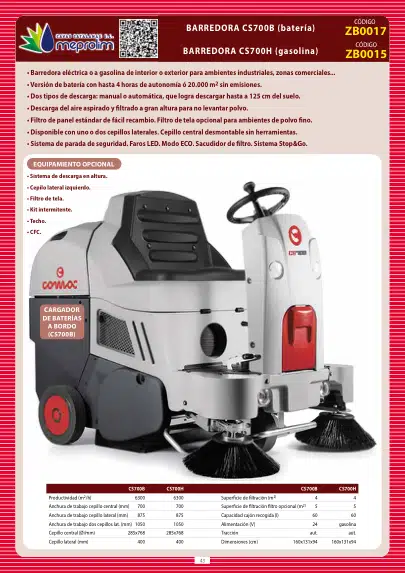 COVAS CATALANAS S.L.
meprolim
BARREDORA CS700B (batería)
CÓDIGO
ZB0017
BARREDORA CS700H (gasolina)
CÓDIGO
ZB0015
• Barredora eléctrica o a gasolina de interior o exterior para ambientes industriales, zonas comerciales...
• Versión de batería con hasta 4 horas de autonomía ó 20.000 m² sin emisiones.
• Dos tipos de descarga: manual o automática, que logra descargar hasta a 125 cm del suelo.
• Descarga del aire aspirado y filtrado a gran altura para no levantar polvo.
• Filtro de panel estándar de fácil recambio. Filtro de tela opcional para ambientes de polvo fino.
• Disponible con uno o dos cepillos laterales. Cepillo central desmontable sin herramientas.
• Sistema de parada de seguridad. Faros LED. Modo ECO. Sacudidor de filtro. Sistema Stop&Go.
EQUIPAMIENTO OPCIONAL
• Sistema de descarga en altura.
• Cepilo lateral izquierdo.
• Filtro de tela.
• Kit intermitente.
• Techo.
• CFC.
comac
CARGADOR
DE BATERÍAS
A BORDO
(CS700B)
CS700B CS700H
Productividad (m²/h) 6300 6300
Anchura de trabajo cepillo central (mm) 700 700
Anchura de trabajo cepillo lateral (mm) 875 875
Anchura de trabajo dos cepillos lat. (mm) 1050 1050
Cepillo central (Ø/mm) 285x768 285x768
Cepillo lateral (mm) 400 400
CS700B CS700H
Superficie de filtración (m²) 4 4
Superficie de filtración filtro opcional (m²) 5 5
Capacidad cajón recogida (l) 60 60
Alimentación (V) 24 gasolina
Tracción aut. aut.
Dimensiones (cm) 160x131x94 160x131x94